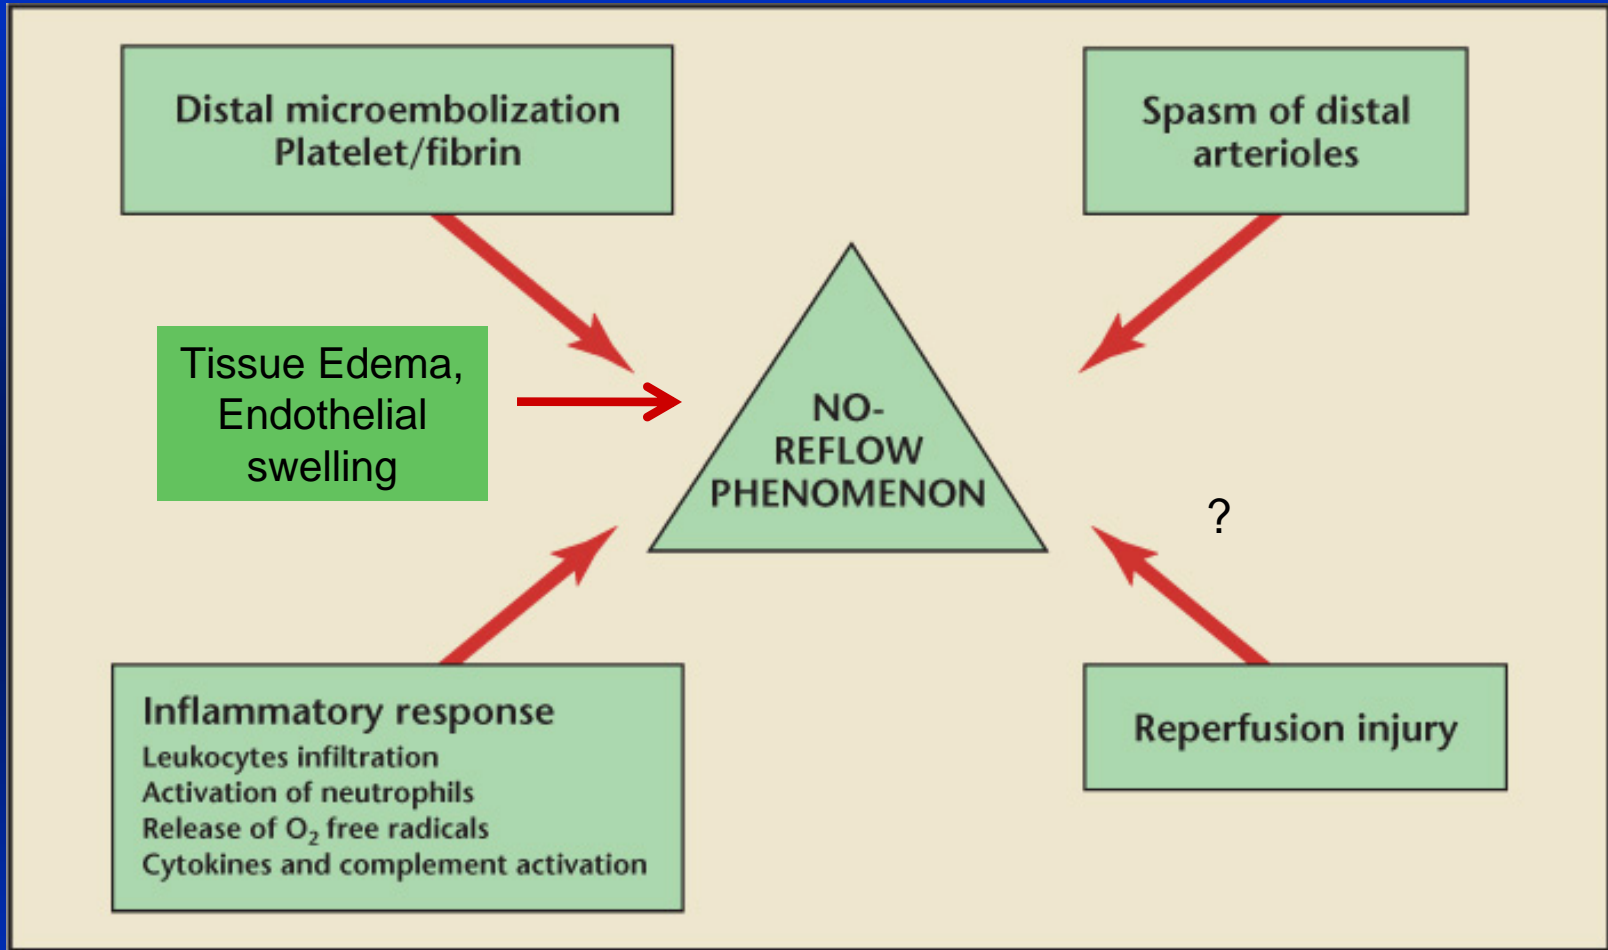 Distal microembolization
Platelet/fibrin
Spasm of distal
arterioles
Tissue Edema,
Endothelial
swelling
NO-
REFLOW
PHENOMENON
?
Inflammatory response
Leukocytes infiltration
Activation of neutrophils
Release of O₂ free radicals
Cytokines and complement activation
Reperfusion injury